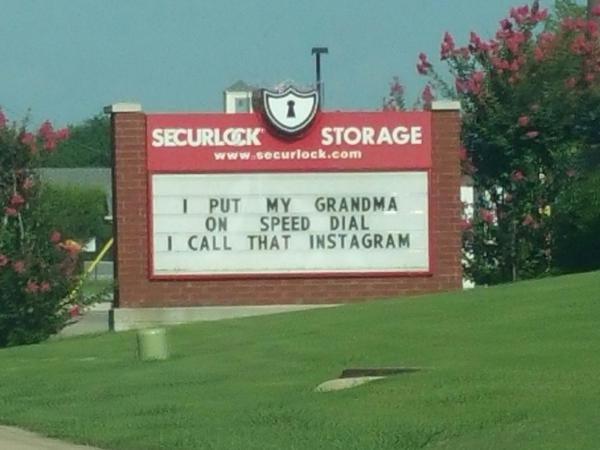 SECURLOCK STORAGE
www.securlock.com
I PUT MY GRANDMA
ON SPEED DIAL
I CALL THAT INSTAGRAM